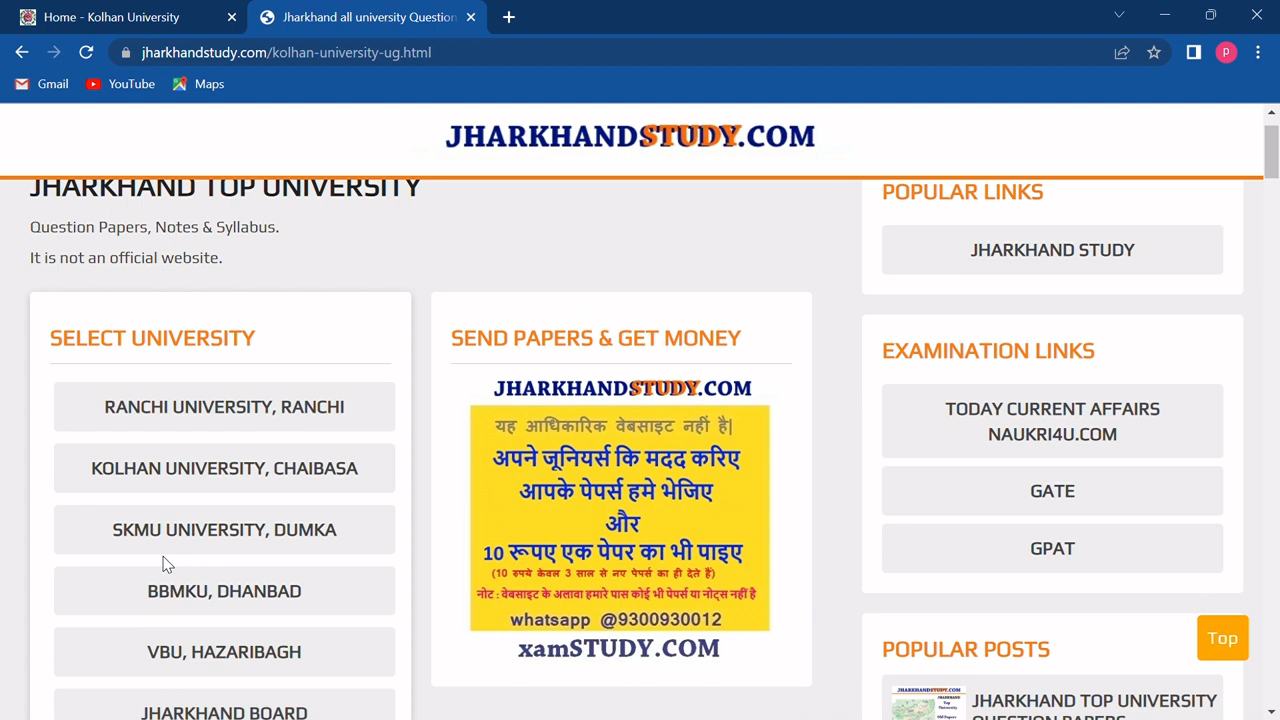 Home - Kolhan University
Jharkhand all university Question
jharkhandstudy.com/kolhan-university-ug.html
P
Gmail
YouTube
Maps
JHARKHANDSTUDY.COM
JHARKHAND TOP UNIVERSITY
Question Papers, Notes & Syllabus.
It is not an official website.
SELECT UNIVERSITY
RANCHI UNIVERSITY, RANCHI
KOLHAN UNIVERSITY, CHAIBASA
SKMU UNIVERSITY, DUMKA
BBMKU, DHANBAD
VBU, HAZARIBAGH
JHARKHAND BOARD
SEND PAPERS & GET MONEY
JHARKHANDSTUDY.COM
यह आधिकारिक वेबसाइट नहीं है|
अपने जूनियर्स कि मदद करिए
आपके पेपर्स हमे भेजिए
और
10 रूपए एक पेपर का भी पाइए
(10 रुपये केवल 3 साल से नए पेपर्स का ही देते हैं)
नोट : वेबसाइट के अलावा हमारे पास कोई भी पेपर्स या नोट्स नहीं है
whatsapp @9300930012
xamSTUDY.COM
POPULAR LINKS
JHARKHAND STUDY
EXAMINATION LINKS
TODAY CURRENT AFFAIRS
NAUKRI4U.COM
GATE
GPAT
Top
POPULAR POSTS
JHARKHANDSTUDY.COM
JHARKHAND TOP UNIVERSITY
QUESTION PAPERS